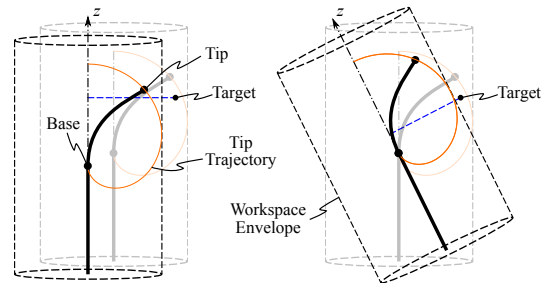 z
Tip
Target
Base
Tip
Trajectory
z
Target
Workspace
Envelope